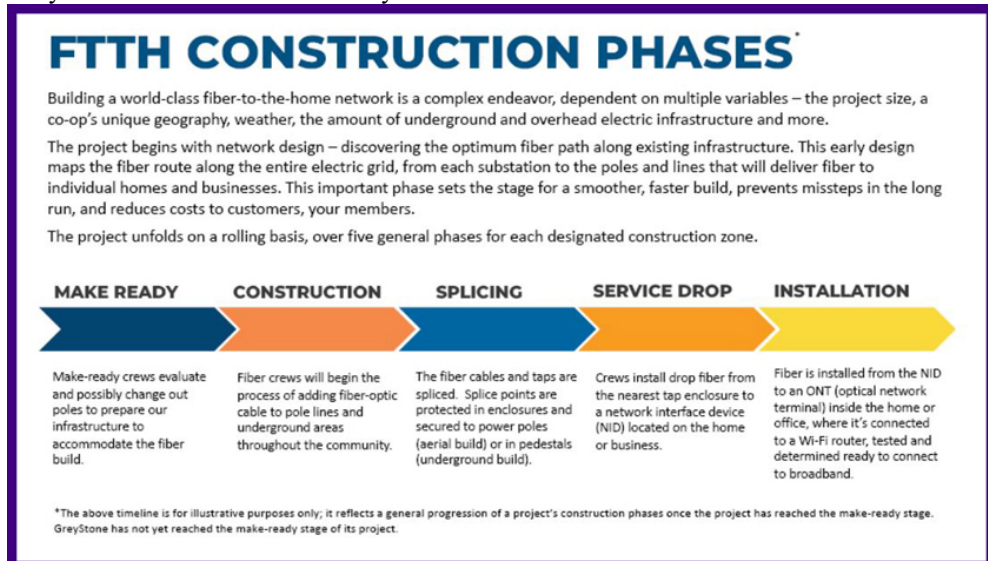 FTTH CONSTRUCTION PHASES*
Building a world-class fiber-to-the-home network is a complex endeavor, dependent on multiple variables – the project size, a
co-op's unique geography, weather, the amount of underground and overhead electric infrastructure and more.
The project begins with network design – discovering the optimum fiber path along existing infrastructure. This early design
maps the fiber route along the entire electric grid, from each substation to the poles and lines that will deliver fiber to
individual homes and businesses. This important phase sets the stage for a smoother, faster build, prevents missteps in the long
run, and reduces costs to customers, your members.
The project unfolds on a rolling basis, over five general phases for each designated construction zone.
MAKE READY
Make-ready crews evaluate
and possibly change out
poles to prepare our
infrastructure to
accommodate the fiber
build.
CONSTRUCTION
Fiber crews will begin the
process of adding fiber-optic
cable to pole lines and
underground areas
throughout the community.
SPLICING
The fiber cables and taps are
spliced. Splice points are
protected in enclosures and
secured to power poles
(aerial build) or in pedestals
(underground build).
SERVICE DROP
Crews install drop fiber from
the nearest tap enclosure to
a network interface device
(NID) located on the home
or business.
INSTALLATION
Fiber is installed from the NID
to an ONT (optical network
terminal) inside the home or
office, where it's connected
to a Wi-Fi router, tested and
determined ready to connect
to broadband.
*The above timeline is for illustrative purposes only; it reflects a general progression of a project's construction phases once the project has reached the make-ready stage.
GreyStone has not yet reached the make-ready stage of its project.